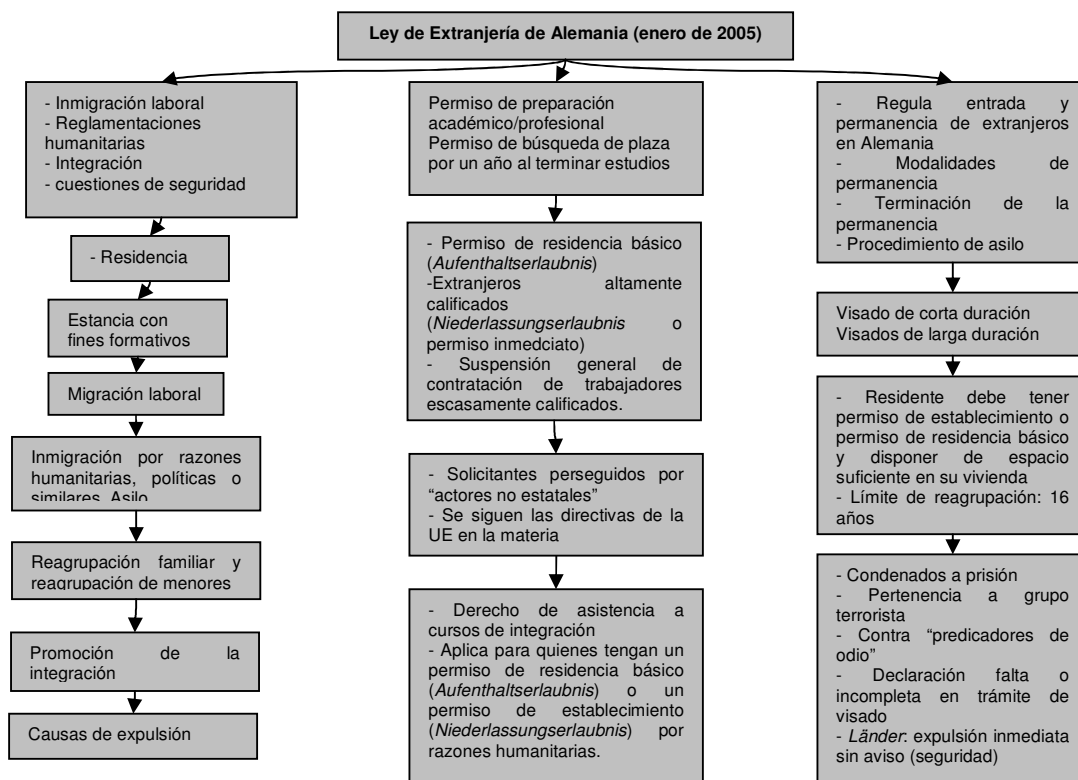 Ley de Extranjería de Alemania (enero de 2005)
- Inmigración laboral
- Reglamentaciones
humanitarias
- Integración
- cuestiones de seguridad
- Residencia
Estancia con
fines formativos
Migración laboral
Inmigración por razones
humanitarias, políticas o
similares. Asilo
Reagrupación familiar y
reagrupación de menores
Promoción de la
integración
Causas de expulsión
Permiso de preparación
académico/profesional
Permiso de búsqueda de plaza
por un año al terminar estudios
- Permiso de residencia básico
(Aufenthaltserlaubnis)
-Extranjeros altamente
calificados
(Niederlassungserlaubnis o
permiso inmedciato)
- Suspensión general de
contratación de trabajadores
escasamente calificados.
- Solicitantes perseguidos por
“actores no estatales”
- Se siguen las directivas de la
UE en la materia
- Derecho de asistencia a
cursos de integración
- Aplica para quienes tengan un
permiso de residencia básico
(Aufenthaltserlaubnis) o un
permiso de establecimiento
(Niederlassungserlaubnis) por
razones humanitarias.
- Regula entrada y
permanencia de extranjeros
en Alemania
- Modalidades de
permanencia
- Terminación de la
permanencia
- Procedimiento de asilo
Visado de corta duración
Visados de larga duración
- Residente debe tener
permiso de establecimiento o
permiso de residencia básico
y disponer de espacio
suficiente en su vivienda
- Límite de reagrupación: 16
años
- Condenados a prisión
- Pertenencia a grupo
terrorista
- Contra “predicadores de
odio”
- Declaración falta o
incompleta en trámite de
visado
- Länder: expulsión inmediata
sin aviso (seguridad)